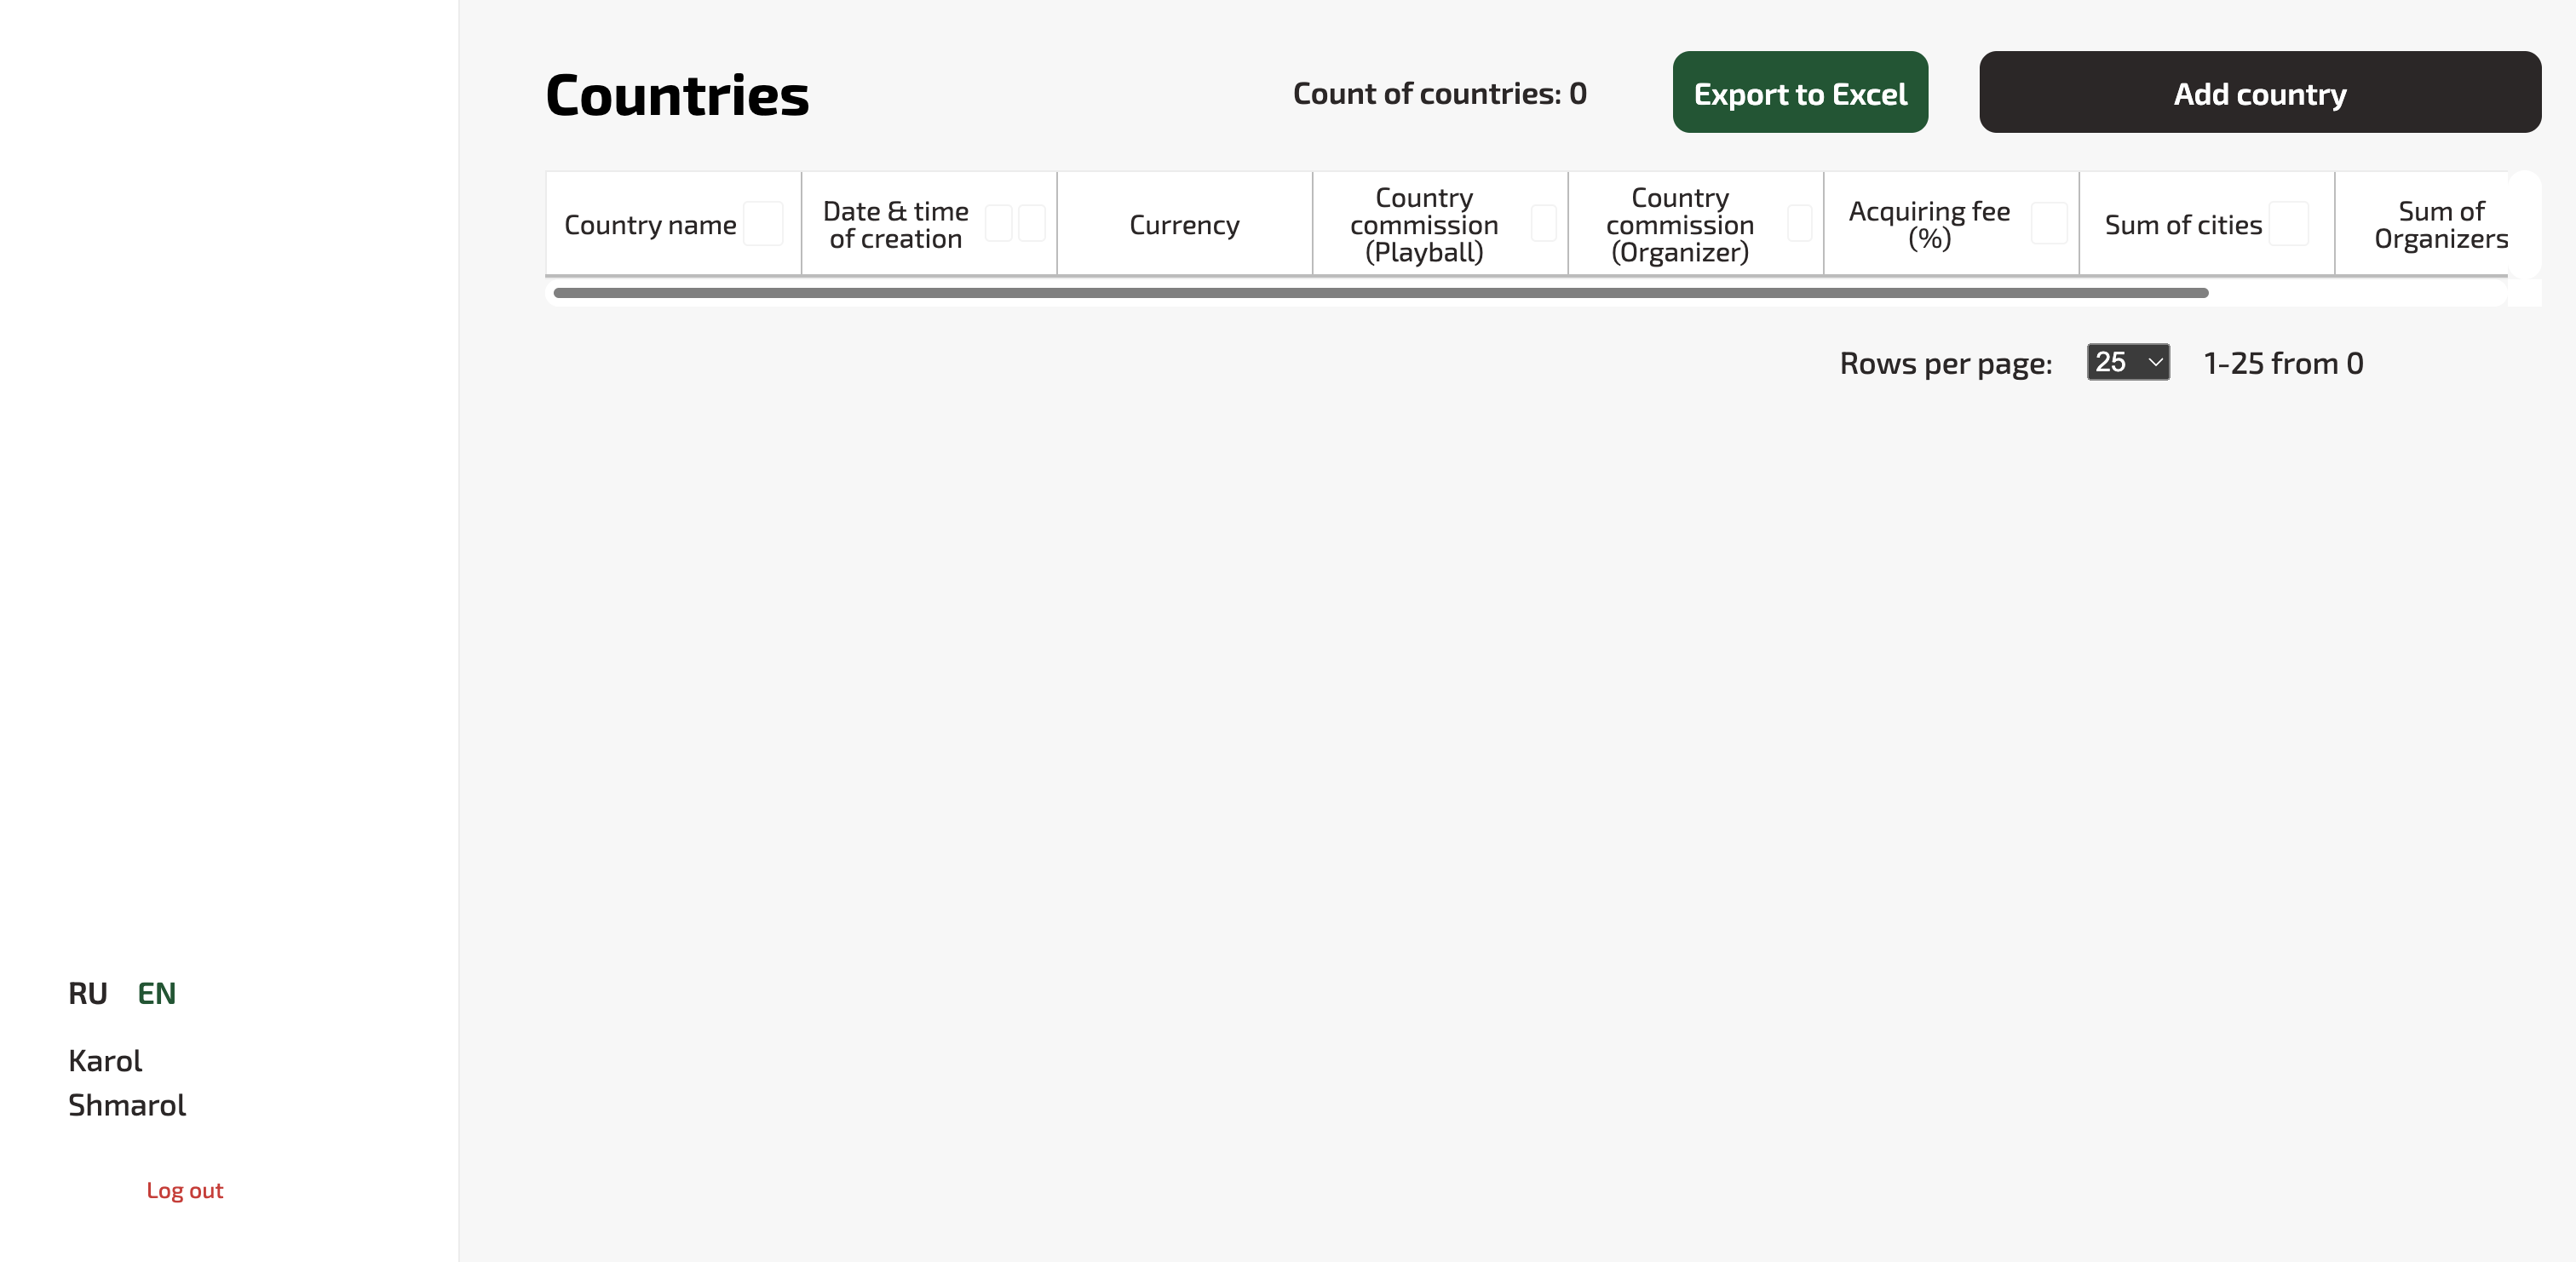 Countries
Count of countries: 0
Export to Excel
Add country
Country name
Date & time
of creation
Currency
Country
commission
(Playball)
Country
commission
(Organizer)
Acquiring fee
(%)
Sum of cities
Sum of
Organizers
Rows per page:
25
1-25 from 0
RU EN
Karol
Shmarol
Log out